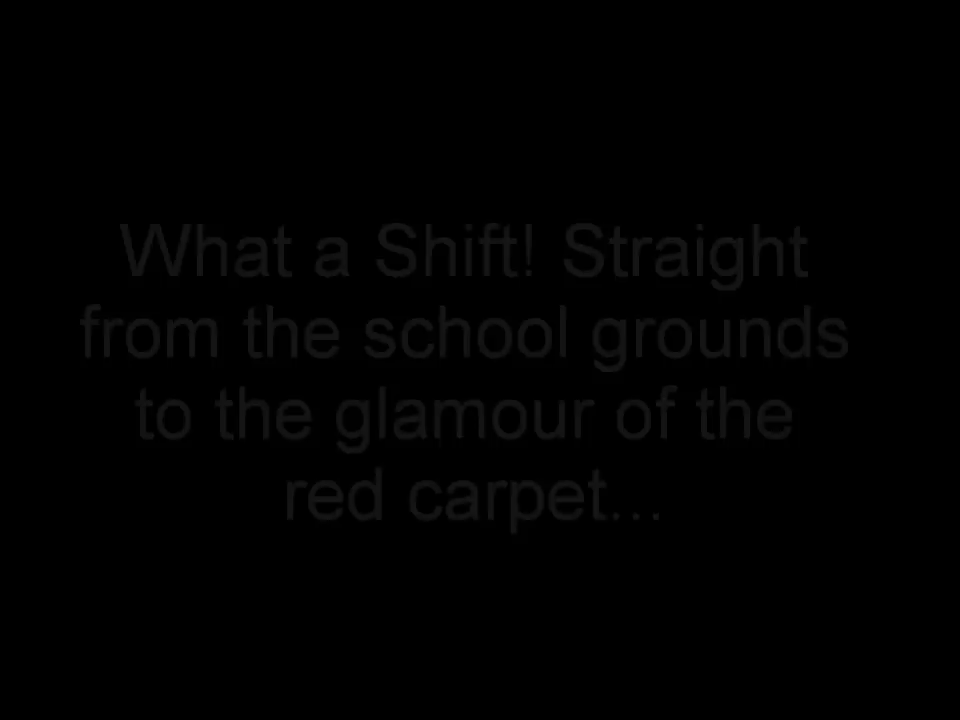 What a Shift! Straight
from the school grounds
to the glamour of the
red carpet...